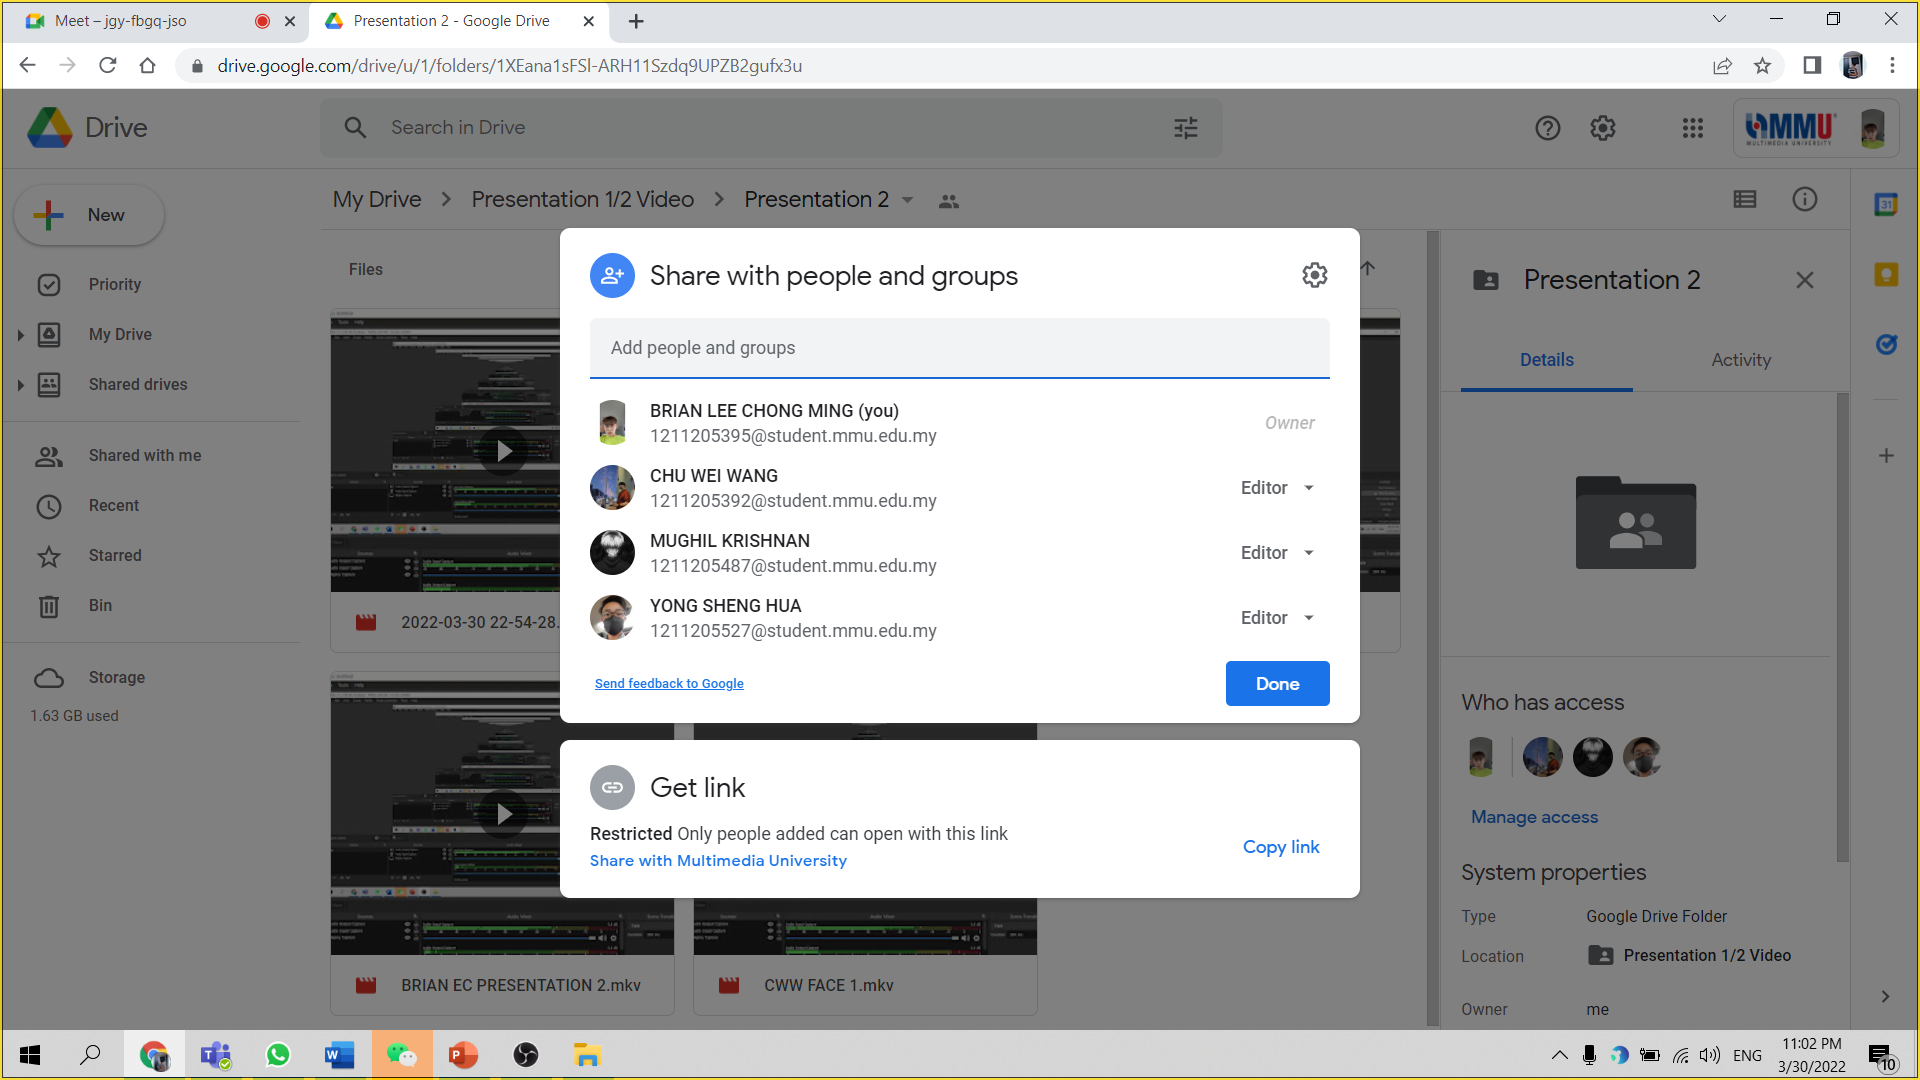 Meet – jgy-fbgq-jso
Presentation 2 - Google Drive
drive.google.com/drive/u/1/folders/1XEana1sFSl-ARH11Szdq9UPZB2gufx3u
Drive
Search in Drive
MMU
MULTIMEDIA UNIVERSITY
New
My Drive
Presentation 1/2 Video
Presentation 2
Priority
My Drive
Shared drives
Shared with me
Recent
Starred
Bin
Storage
1.63 GB used
Files
2022-03-30 22-54-28.
BRIAN EC PRESENTATION 2.mkv
CWW FACE 1.mkv
Share with people and groups
Add people and groups
BRIAN LEE CHONG MING (you)
1211205395@student.mmu.edu.my
Owner
CHU WEI WANG
1211205392@student.mmu.edu.my
Editor
MUGHIL KRISHNAN
1211205487@student.mmu.edu.my
Editor
YONG SHENG HUA
1211205527@student.mmu.edu.my
Editor
Send feedback to Google
Done
Get link
Restricted Only people added can open with this link
Share with Multimedia University
Copy link
Presentation 2
Details
Activity
Who has access
Manage access
System properties
Type
Google Drive Folder
Location
Presentation 1/2 Video
Owner
me
31
ENG
11:02 PM
3/30/2022
10